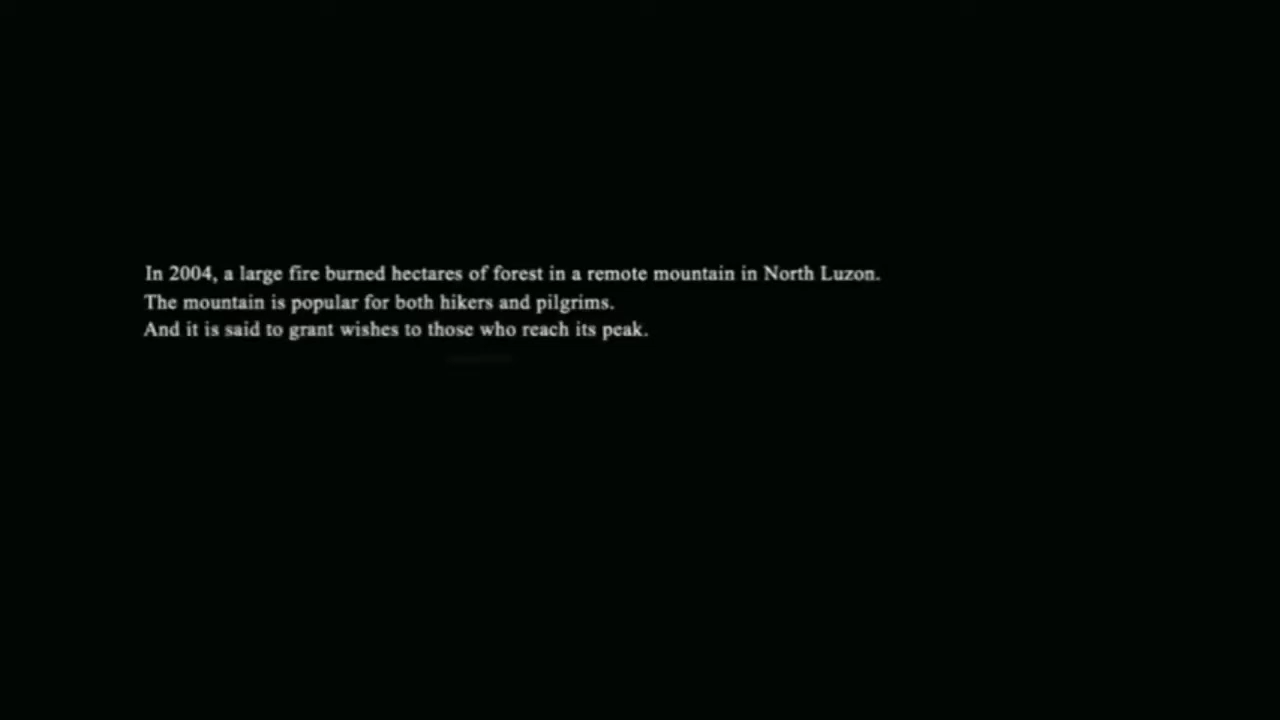 In 2004, a large fire burned hectares of forest in a remote mountain in North Luzon.
The mountain is popular for both hikers and pilgrims.
And it is said to grant wishes to those who reach its peak.